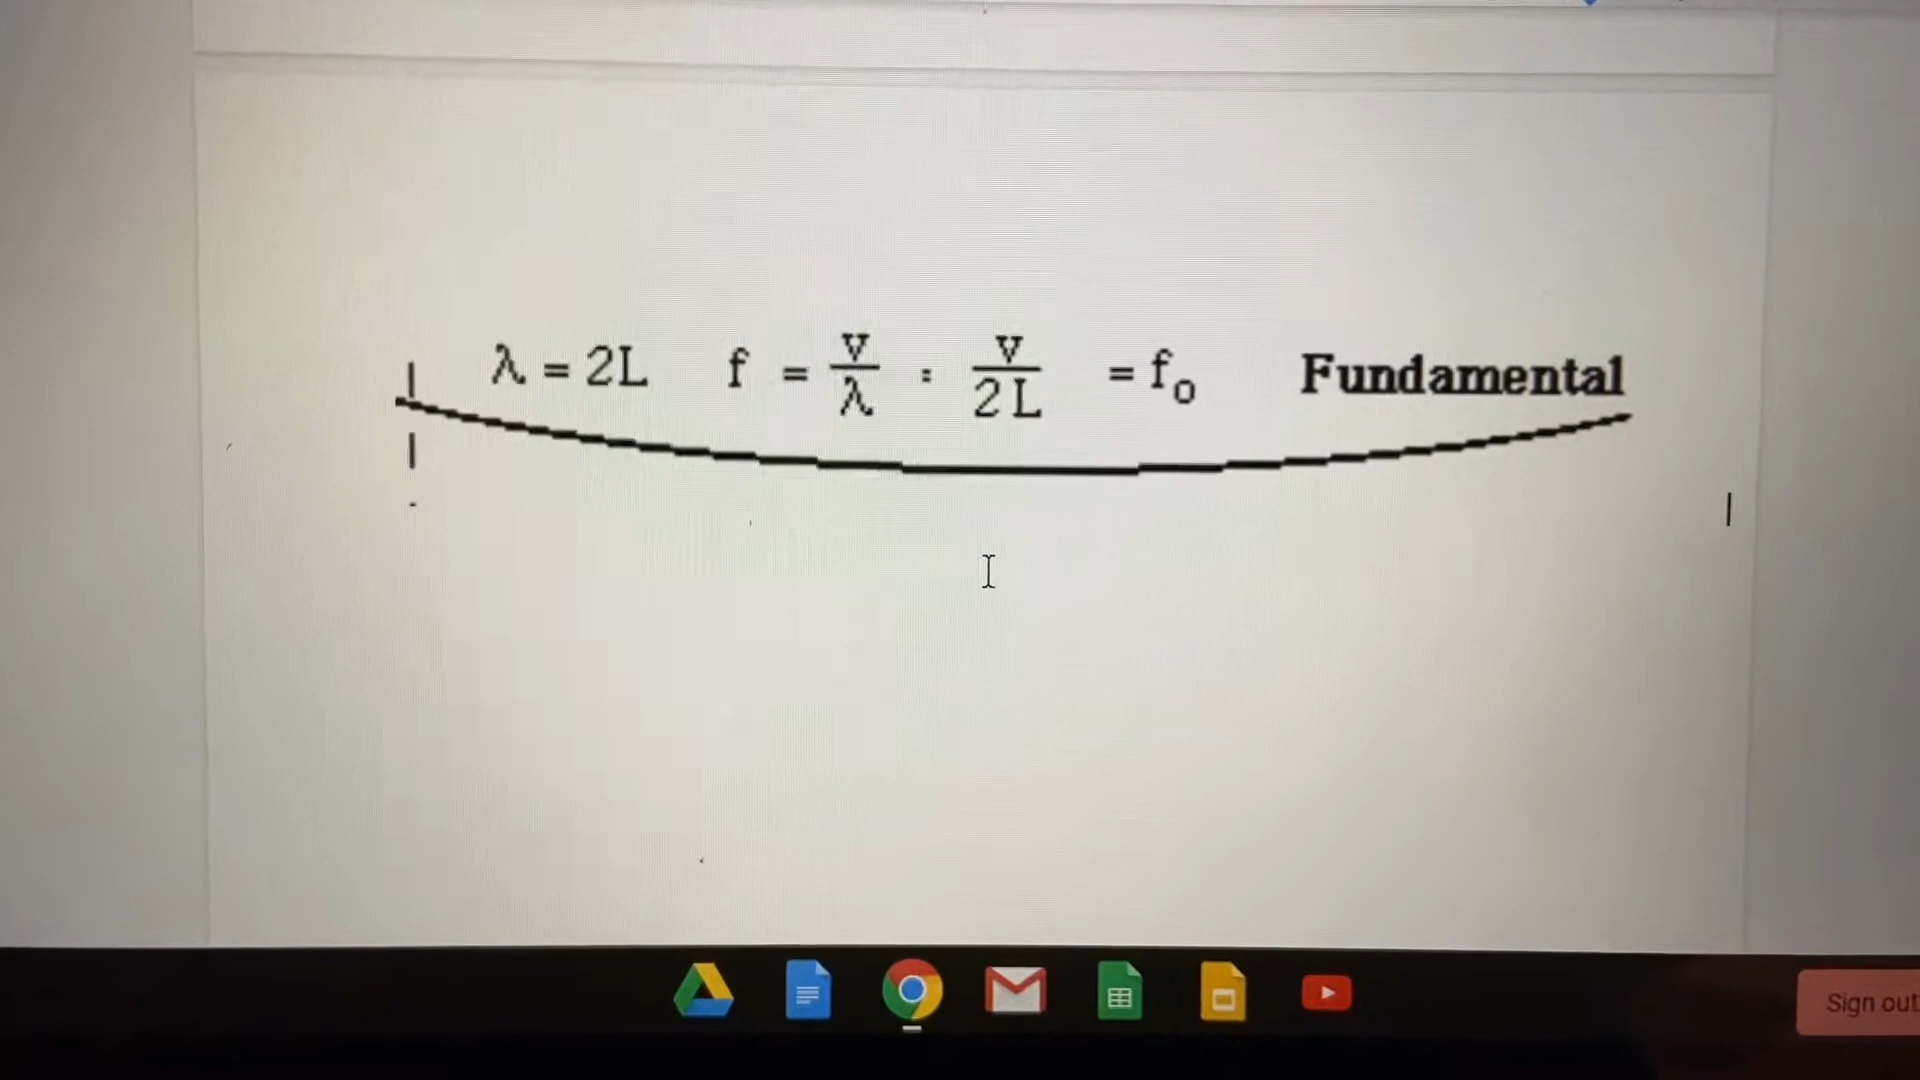 λ = 2L f = v/λ = v/2L = f₀ Fundamental
Sign out